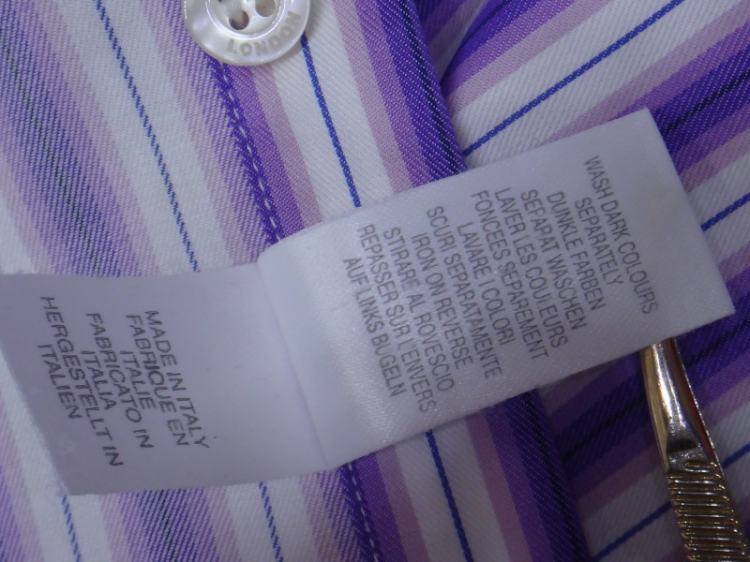 LONDON
WASH DARK COLOURS
SEPARATELY
DUNKLE FARBEN
SEFAPAT WASCHEN
LAVER LES COULEURS
FONCEES SEPAREMENT
LAVARE I COLORI
SCURI SEPARATAMENTE
IRON ON REVERSE
STIRARE AL ROVESCIO
REPASSER SUR L'ENVERS
AUF LINKS BUGELN
MADE IN ITALY
FABRIQUE EN
ITALIE
FABRICATO IN
ITALIA
HERGESTELLT IN
ITALIEN